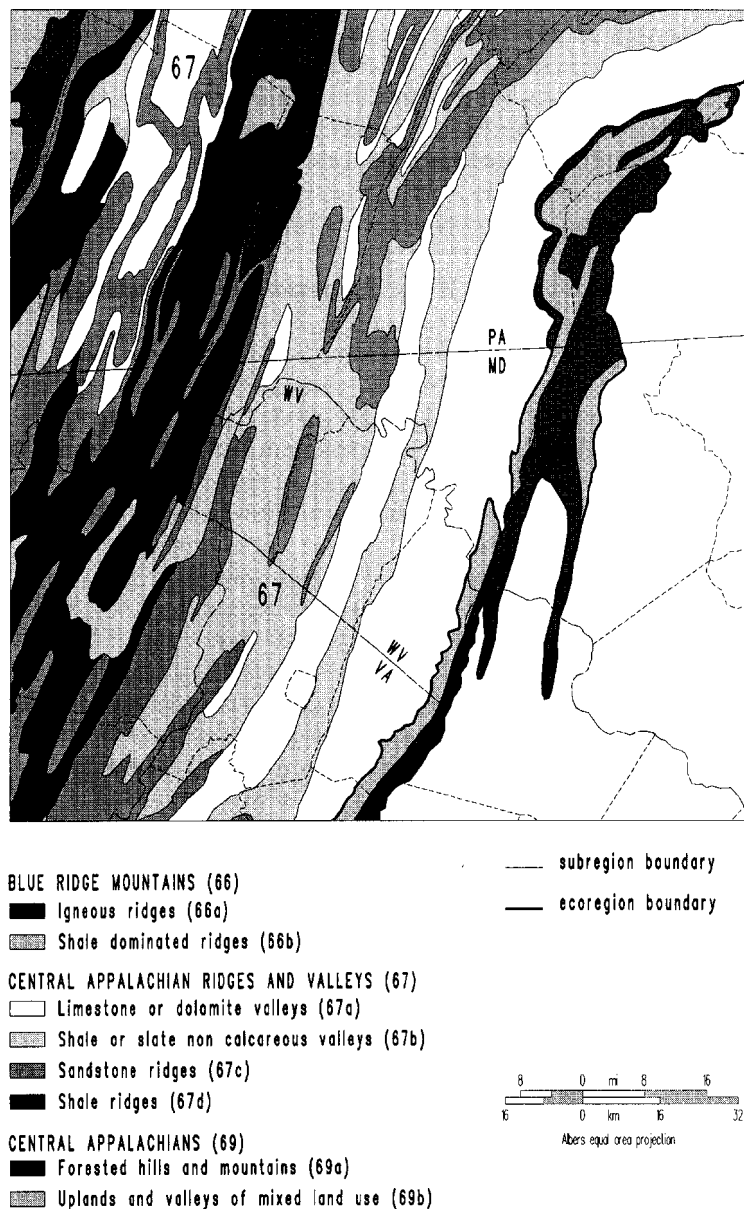 67
PA
MD
WV
67
WV
VA
BLUE RIDGE MOUNTAINS (66)
Igneous ridges (66a)
Shale dominated ridges (66b)
CENTRAL APPALACHIAN RIDGES AND VALLEYS (67)
Limestone or dolomite valleys (67a)
Shale or slate non calcareous valleys (67b)
Sandstone ridges (67c)
Shale ridges (67d)
CENTRAL APPALACHIANS (69)
Forested hills and mountains (69a)
Uplands and valleys of mixed land use (69b)
subregion boundary
ecoregion boundary
8 0 mi 8 16
16 0 km 16 32
Albers equal area projection